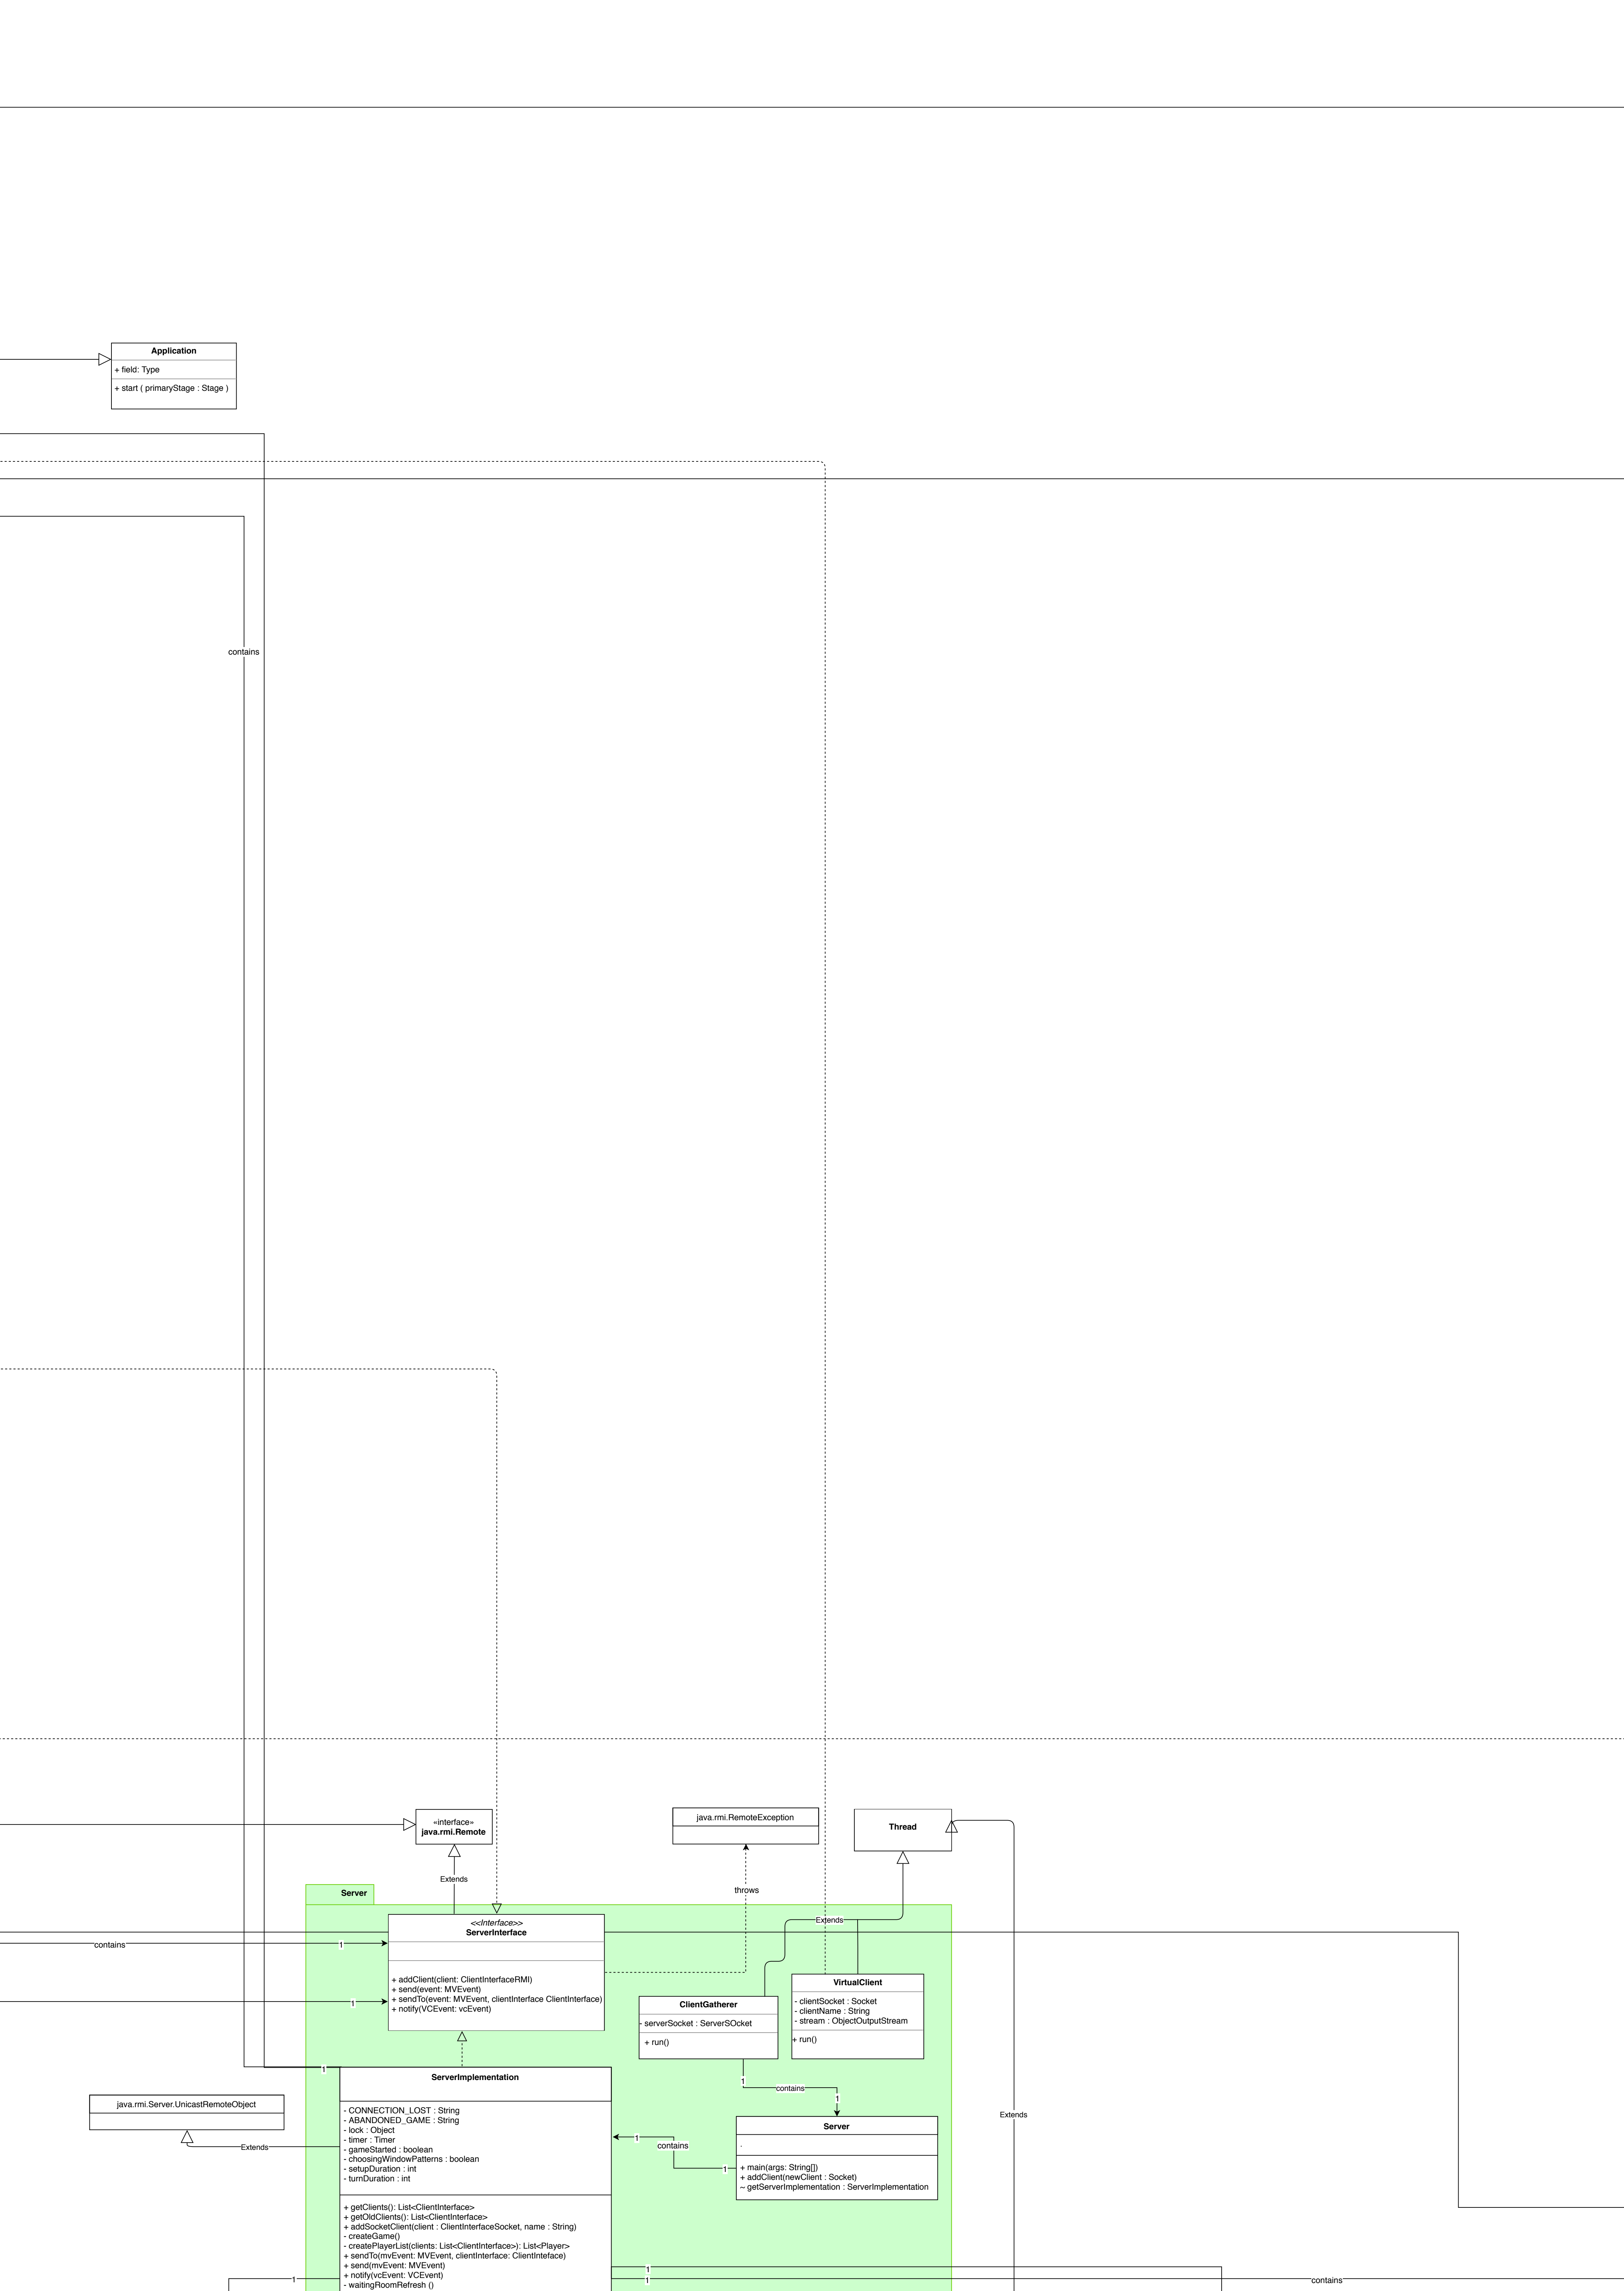 Application
+ field: Type
+ start ( primaryStage : Stage )
contains
«interface»
java.rmi.Remote
java.rmi.RemoteException
Thread
Extends
throws
Server
Extends
<<Interface>>
ServerInterface
+ addClient(client: ClientInterfaceRMI)
+ send(event: MVEvent)
+ sendTo(event: MVEvent, clientInterface ClientInterface)
+ notify(VCEvent: vcEvent)
contains
1
1
VirtualClient
- clientSocket : Socket
- clientName : String
- stream : ObjectOutputStream
+ run()
ClientGatherer
- serverSocket : ServerSOcket
+ run()
1
contains
1
1
ServerImplementation
- CONNECTION_LOST : String
- ABANDONED_GAME : String
- lock : Object
- timer : Timer
- gameStarted : boolean
- choosingWindowPatterns : boolean
- setupDuration : int
- turnDuration : int
+ getClients(): List<ClientInterface>
+ getOldClients(): List<ClientInterface>
+ addSocketClient(client : ClientInterfaceSocket, name : String)
- createGame()
- createPlayerList(clients: List<ClientInterface>): List<Player>
+ sendTo(mvEvent: MVEvent, clientInterface: ClientInteface)
+ send(mvEvent: MVEvent)
+ notify(vcEvent: VCEvent)
- waitingRoomRefresh ()
java.rmi.Server.UnicastRemoteObject
Extends
Server
.
+ main(args: String[])
+ addClient(newClient : Socket)
~ getServerImplementation : ServerImplementation
1
contains
1
Extends
1
1
1
contains